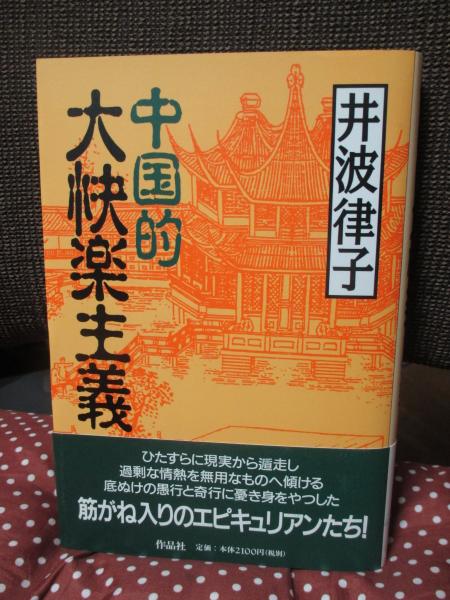 井波律子
中国的
大快楽主義
ひたすらに現実から遁走し
過剰な情熱を無用なものへ傾ける
底ぬけの愚行と奇行に憂き身をやつした
筋がね入りのエピキュリアンたち!
作品社 定価:本体2100円(税別)